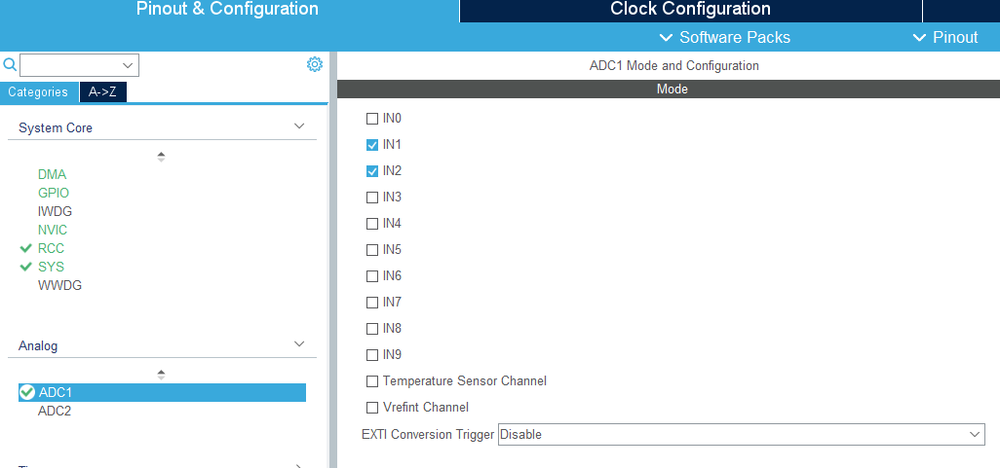 Pinout & Configuration
Clock Configuration
Software Packs
Pinout
Categories
A->Z
System Core
DMA
GPIO
IWDG
NVIC
RCC
SYS
WWDG
Analog
ADC1
ADC2
ADC1 Mode and Configuration
Mode
IN0
IN1
IN2
IN3
IN4
IN5
IN6
IN7
IN8
IN9
Temperature Sensor Channel
Vrefint Channel
EXTI Conversion Trigger Disable